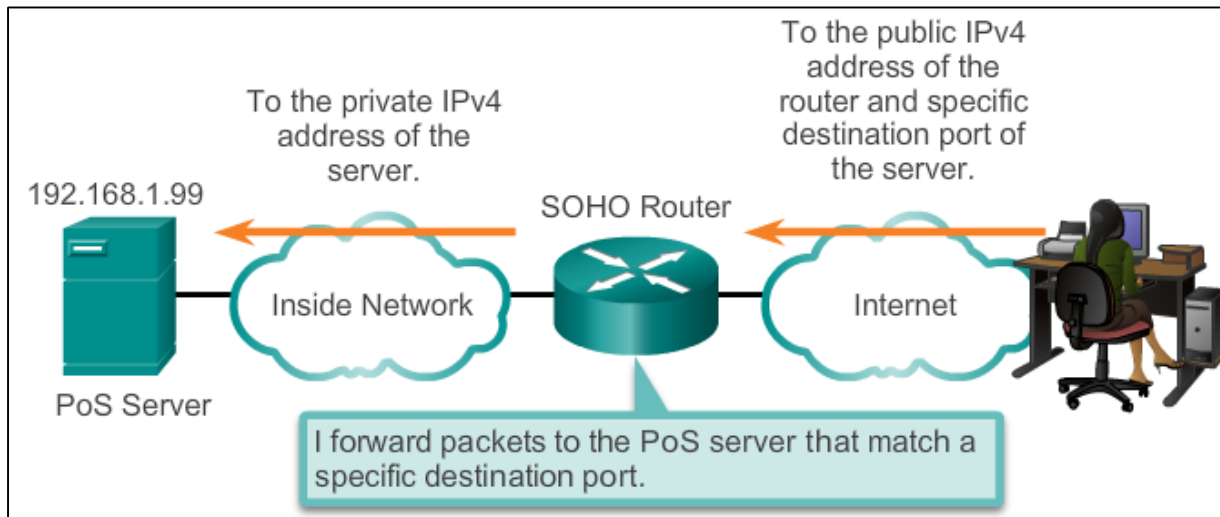 To the private IPv4
address of the
server.
To the public IPv4
address of the
router and specific
destination port of
the server.
192.168.1.99
SOHO Router
Inside Network
Internet
PoS Server
I forward packets to the PoS server that match a
specific destination port.